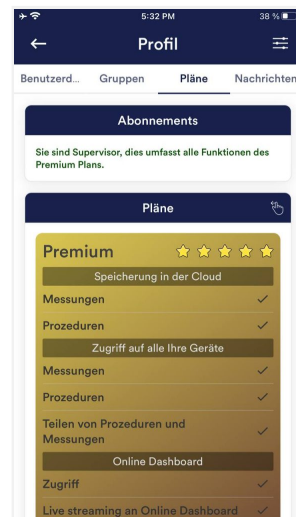 5:32 PM
38 %
Profil
Benutzerd... Gruppen Pläne Nachrichten
Abonnements
Sie sind Supervisor, dies umfasst alle Funktionen des
Premium Plans.
Pläne
Premium
Speicherung in der Cloud
Messungen
Prozeduren
Zugriff auf alle Ihre Geräte
Messungen
Prozeduren
Teilen von Prozeduren und
Messungen
Online Dashboard
Zugriff
Live streaming an Online Dashboard